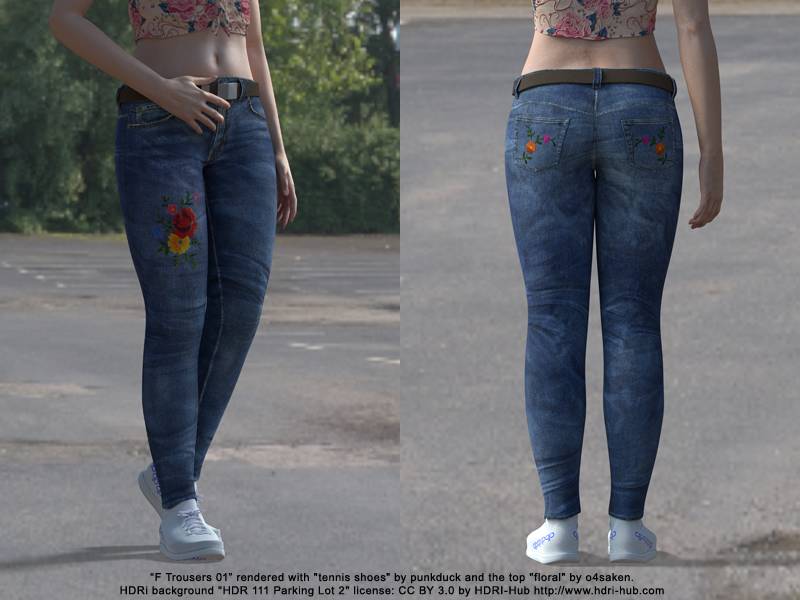 "F Trousers 01" rendered with "tennis shoes" by punkduck and the top "floral" by o4saken.
HDRi background "HDR 111 Parking Lot 2" license: CC BY 3.0 by HDRI-Hub http://www.hdri-hub.com/